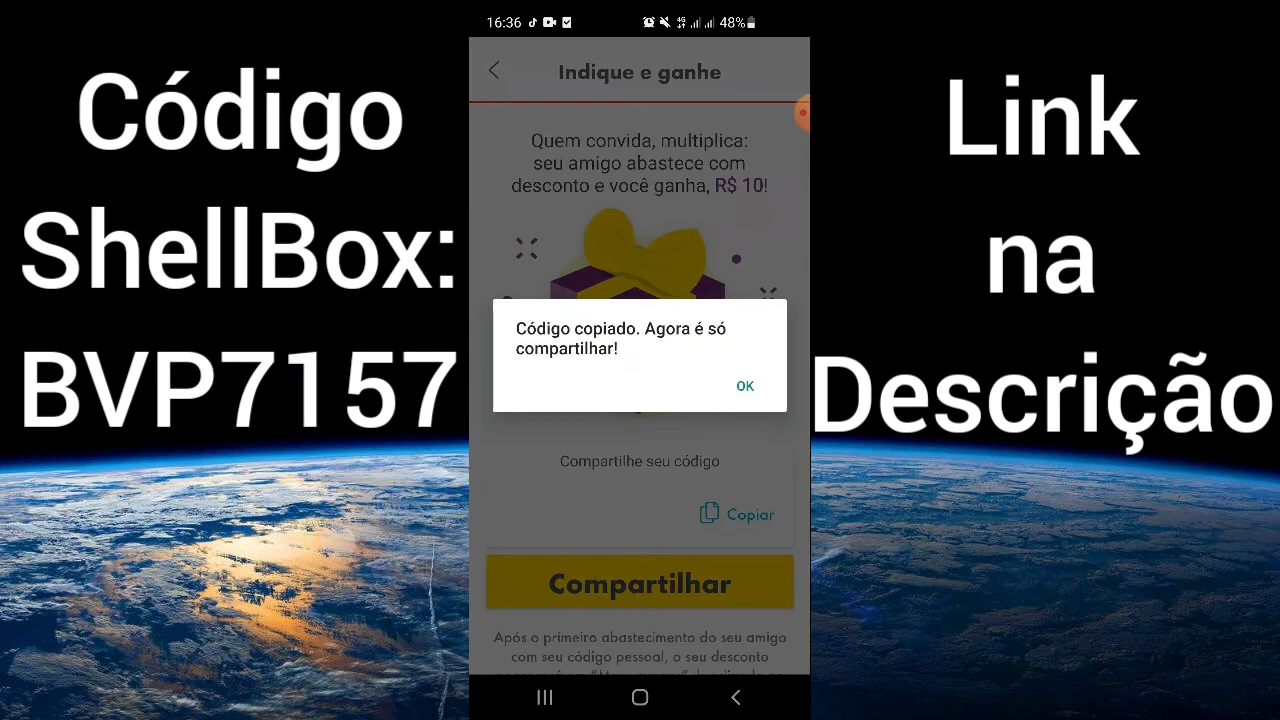 Código
ShellBox:
BVP7157
16:36
48%
Indique e ganhe
Quem convida, multiplica:
seu amigo abastece com
desconto e você ganha, R$ 10!
Código copiado. Agora é só
compartilhar!
OK
Compartilhe seu código
Copiar
Compartilhar
Após o primeiro abastecimento do seu amigo
com seu código pessoal, o seu desconto
Link
na
Descrição